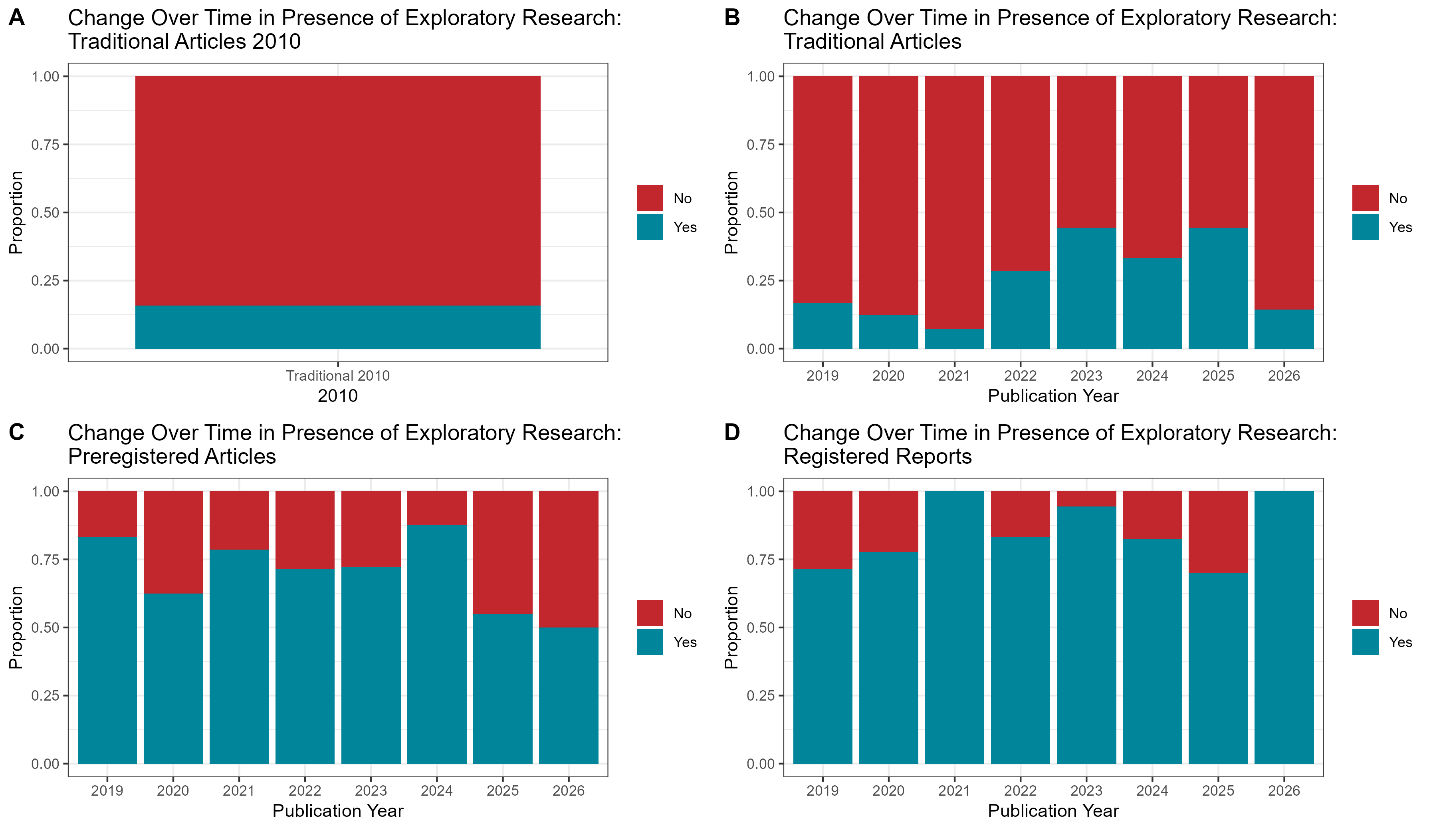 A
Change Over Time in Presence of Exploratory Research:
Traditional Articles 2010
Proportion
1.00
0.75
0.50
0.25
0.00
Traditional 2010
2010
No
Yes
B
Change Over Time in Presence of Exploratory Research:
Traditional Articles
Proportion
1.00
0.75
0.50
0.25
0.00
2019 2020 2021 2022 2023 2024 2025 2026
Publication Year
No
Yes
C
Change Over Time in Presence of Exploratory Research:
Preregistered Articles
Proportion
1.00
0.75
0.50
0.25
0.00
2019 2020 2021 2022 2023 2024 2025 2026
Publication Year
No
Yes
D
Change Over Time in Presence of Exploratory Research:
Registered Reports
Proportion
1.00
0.75
0.50
0.25
0.00
2019 2020 2021 2022 2023 2024 2025 2026
Publication Year
No
Yes